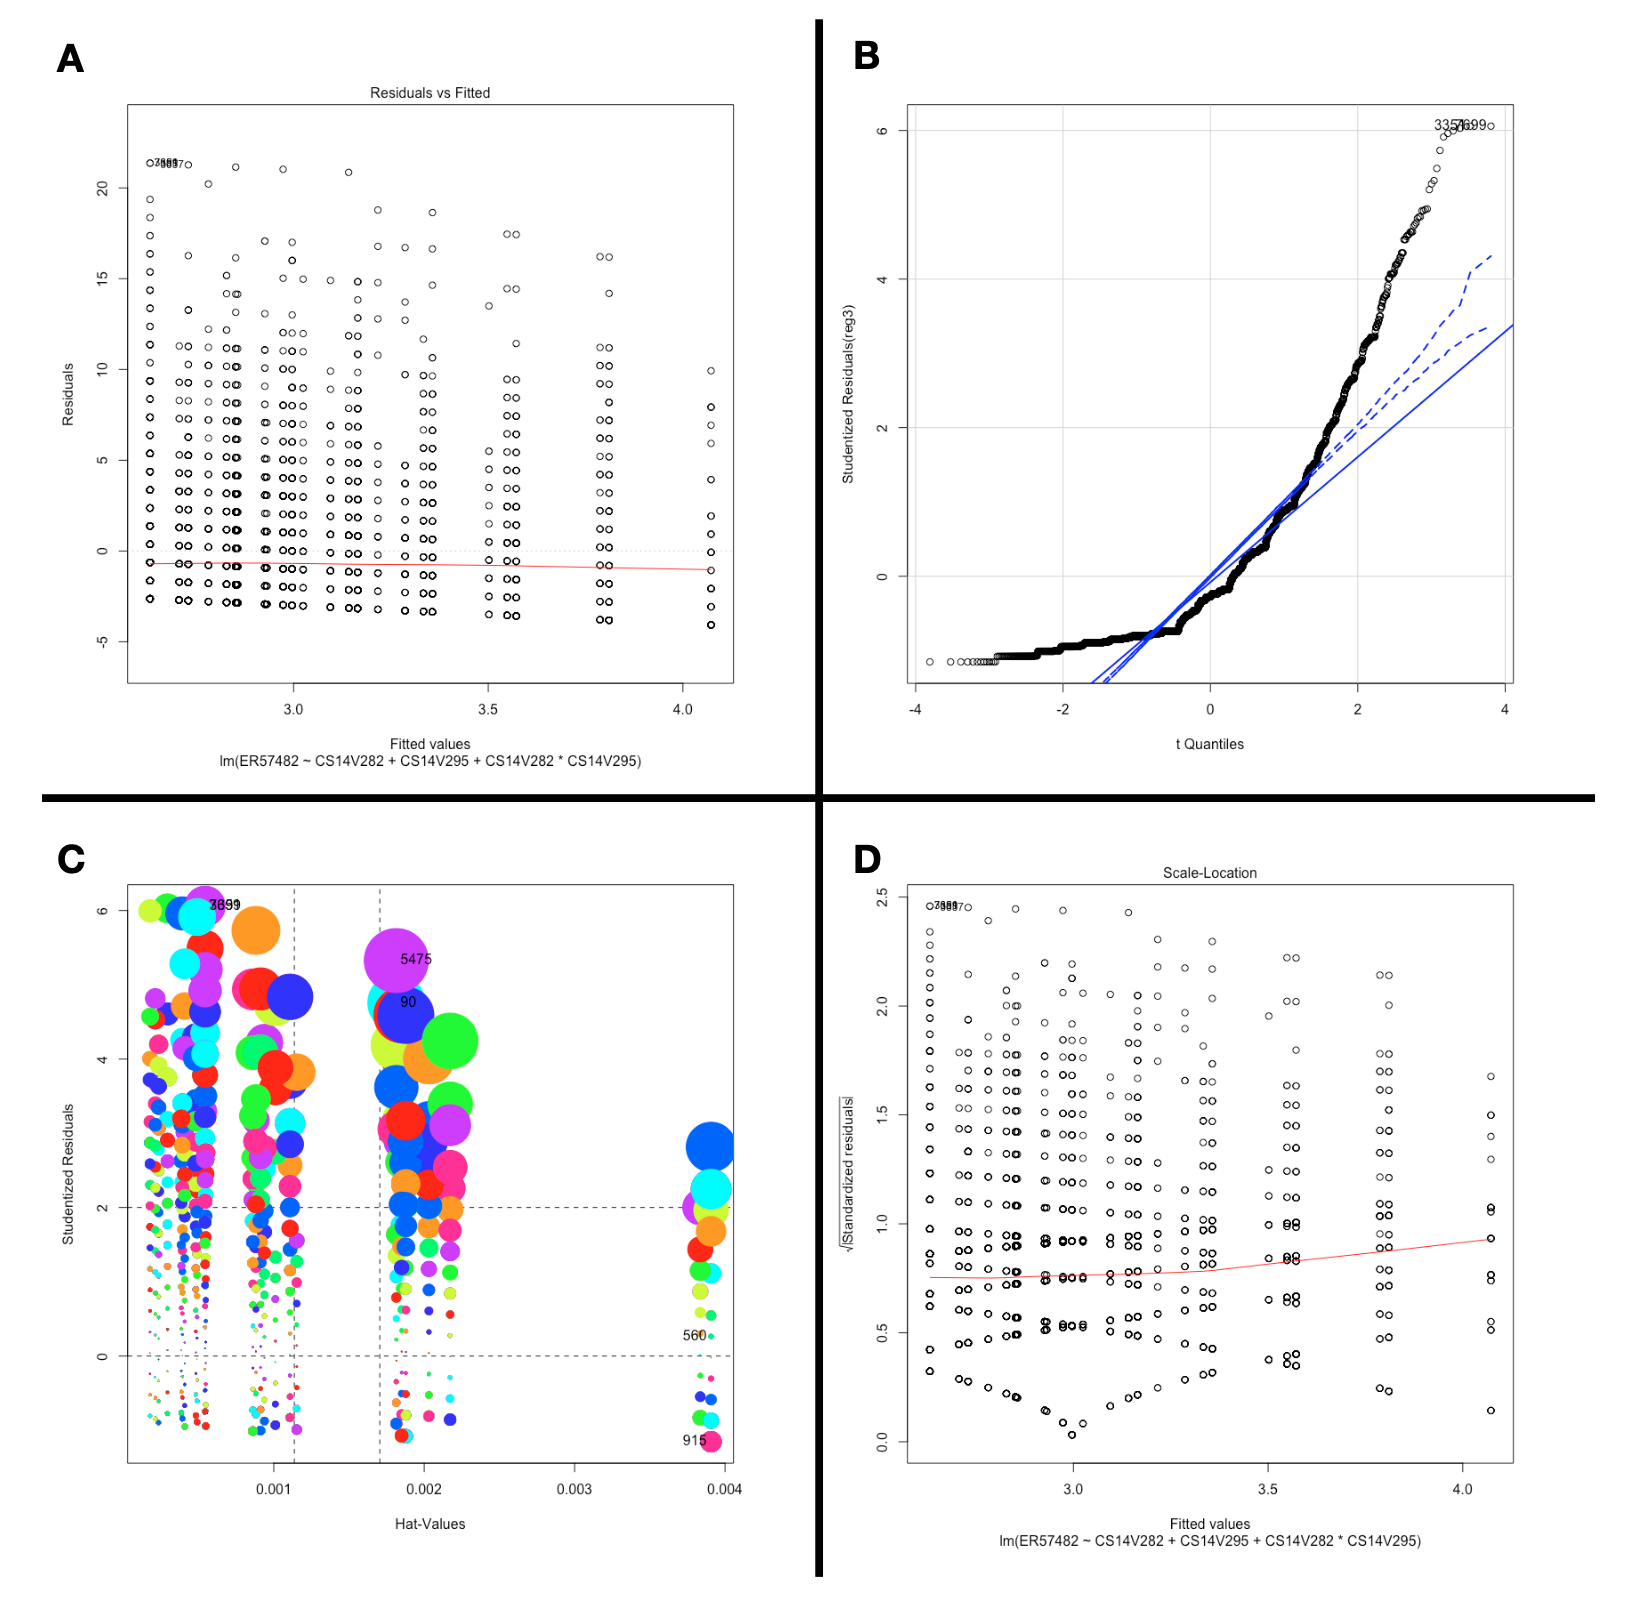 A
Residuals vs Fitted
Residuals
20
15
10
5
0
-5
3.0
3.5
4.0
Fitted values
lm(ER57482 ~ CS14V282 + CS14V295 + CS14V282 * CS14V295)
B
Studentized Residuals(reg3)
6
4
2
0
-4
-2
0
2
4
t Quantiles
C
Studentized Residuals
6
4
2
0
5475
90
560
915
0.001
0.002
0.003
0.004
Hat-Values
D
Scale-Location
√|Standardized residuals|
2.5
2.0
1.5
1.0
0.5
0.0
3.0
3.5
4.0
Fitted values
lm(ER57482 ~ CS14V282 + CS14V295 + CS14V282 * CS14V295)